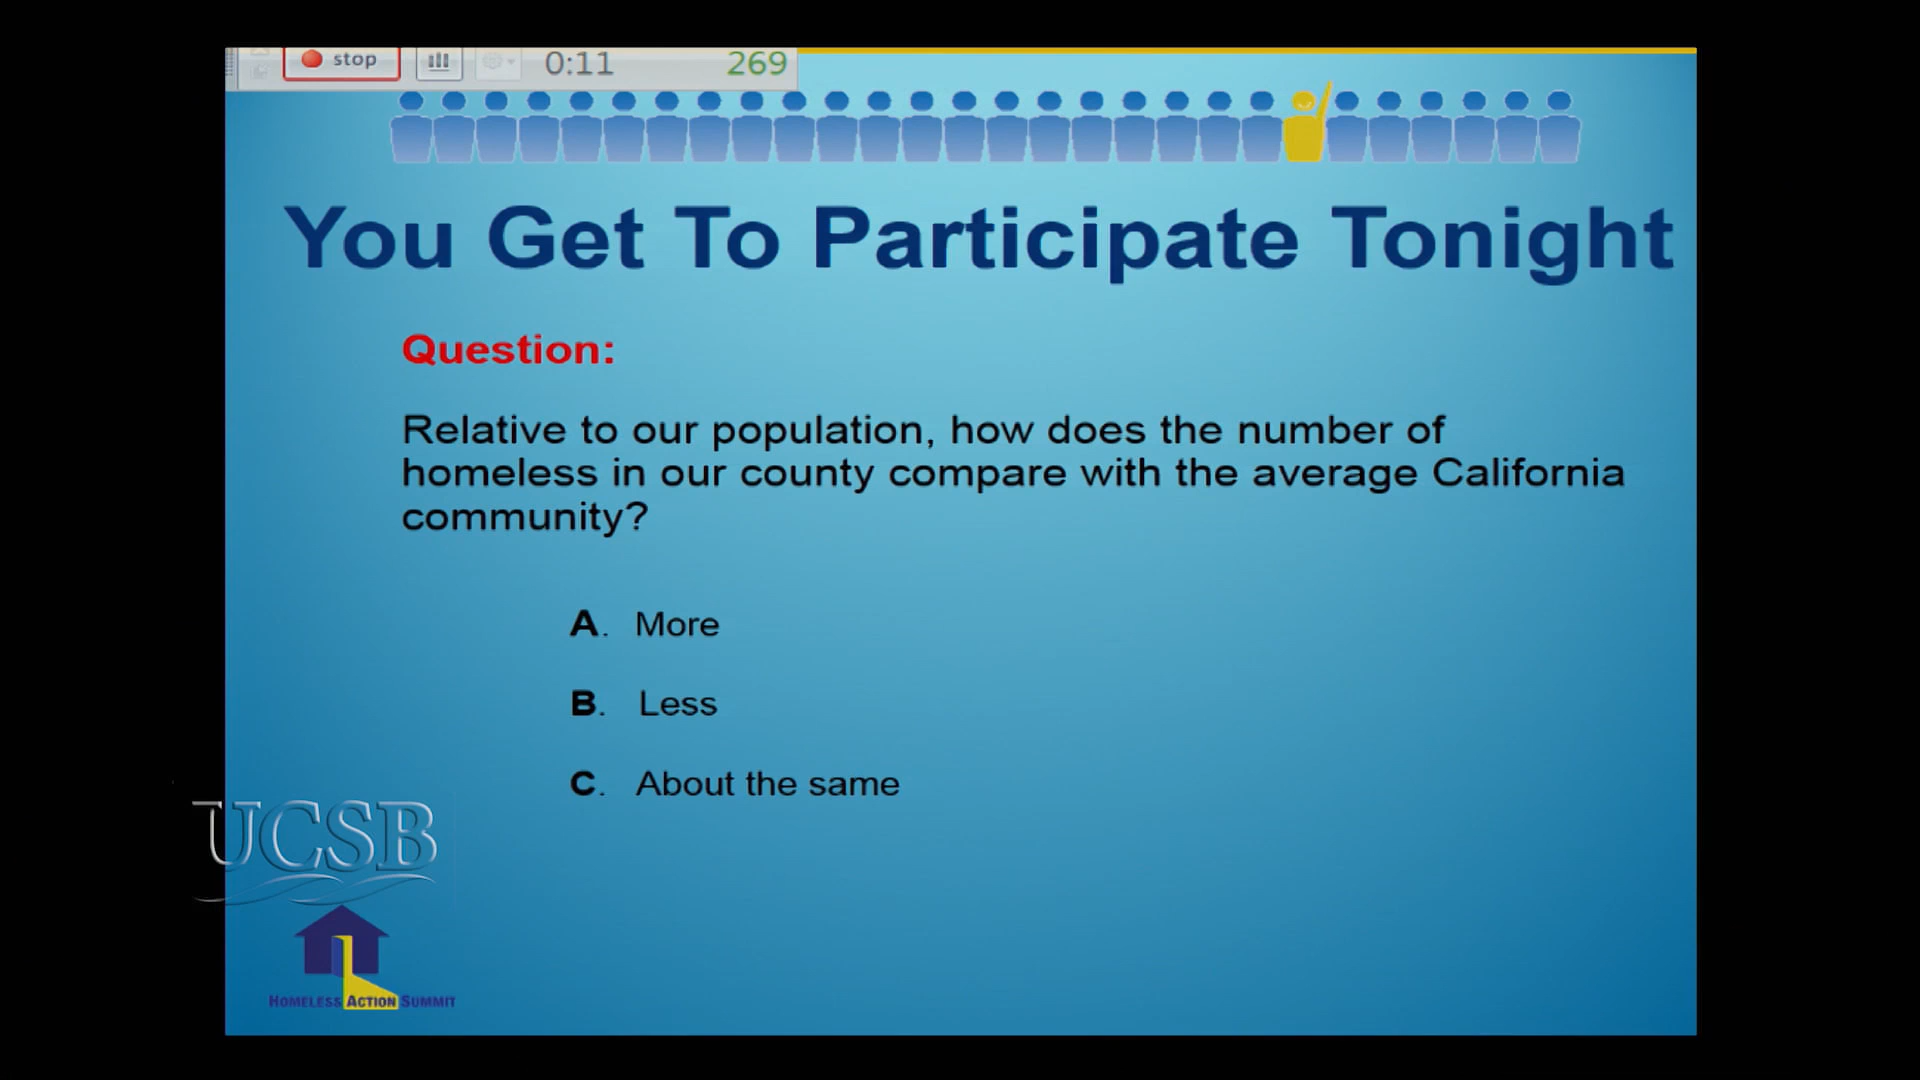 stop 0:11 269
You Get To Participate Tonight
Question:
Relative to our population, how does the number of
homeless in our county compare with the average California
community?
A. More
B. Less
C. About the same
UCSB
HOMELESS ACTION SUMMIT